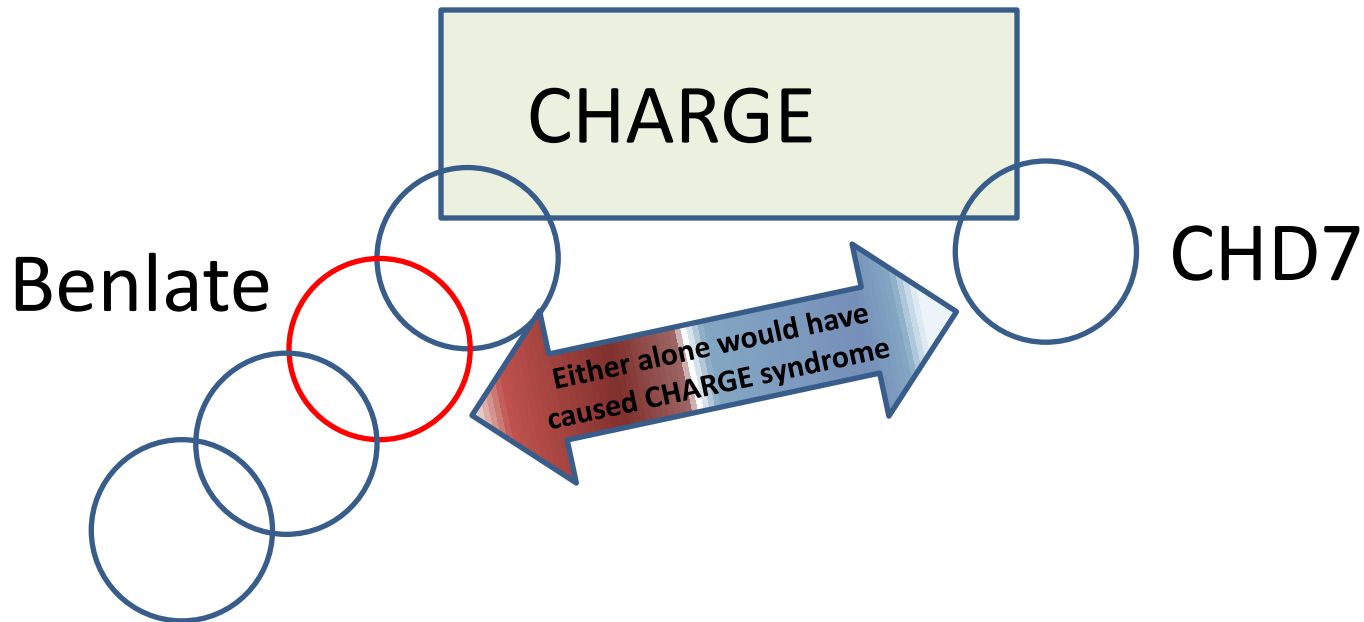 CHARGE
Benlate
CHD7
Either alone would have
caused CHARGE syndrome